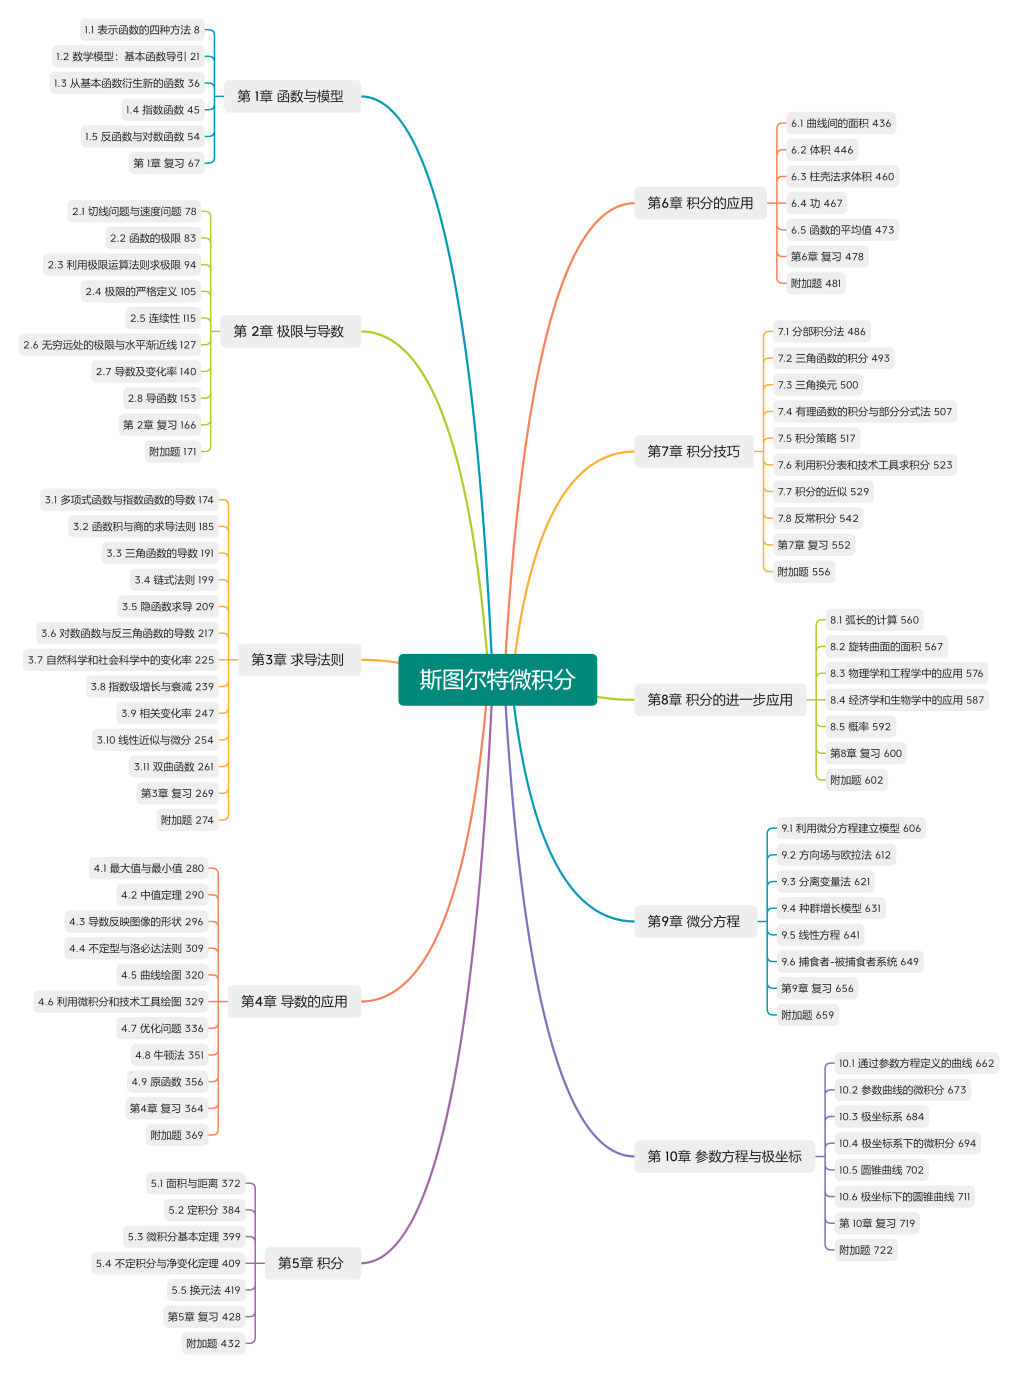 斯图尔特微积分
第 1章 函数与模型
1.1 表示函数的四种方法 8
1.2 数学模型：基本函数导引 21
1.3 从基本函数衍生新的函数 36
1.4 指数函数 45
1.5 反函数与对数函数 54
第 1章 复习 67
第 2章 极限与导数
2.1 切线问题与速度问题 78
2.2 函数的极限 83
2.3 利用极限运算法则求极限 94
2.4 极限的严格定义 105
2.5 连续性 115
2.6 无穷远处的极限与水平渐近线 127
2.7 导数及变化率 140
2.8 导函数 153
第 2章 复习 166
附加题 171
第3章 求导法则
3.1 多项式函数与指数函数的导数 174
3.2 函数积与商的求导法则 185
3.3 三角函数的导数 191
3.4 链式法则 199
3.5 隐函数求导 209
3.6 对数函数与反三角函数的导数 217
3.7 自然科学和社会科学中的变化率 225
3.8 指数级增长与衰减 239
3.9 相关变化率 247
3.10 线性近似与微分 254
3.11 双曲函数 261
第3章 复习 269
附加题 274
第4章 导数的应用
4.1 最大值与最小值 280
4.2 中值定理 290
4.3 导数反映图像的形状 296
4.4 不定型与洛必达法则 309
4.5 曲线绘图 320
4.6 利用微积分和技术工具绘图 329
4.7 优化问题 336
4.8 牛顿法 351
4.9 原函数 356
第4章 复习 364
附加题 369
第5章 积分
5.1 面积与距离 372
5.2 定积分 384
5.3 微积分基本定理 399
5.4 不定积分与净变化定理 409
5.5 换元法 419
第5章 复习 428
附加题 432
第6章 积分的应用
6.1 曲线间的面积 436
6.2 体积 446
6.3 柱壳法求体积 460
6.4 功 467
6.5 函数的平均值 473
第6章 复习 478
附加题 481
第7章 积分技巧
7.1 分部积分法 486
7.2 三角函数的积分 493
7.3 三角换元 500
7.4 有理函数的积分与部分分式法 507
7.5 积分策略 517
7.6 利用积分表和技术工具求积分 523
7.7 积分的近似 529
7.8 反常积分 542
第7章 复习 552
附加题 556
第8章 积分的进一步应用
8.1 弧长的计算 560
8.2 旋转曲面的面积 567
8.3 物理学和工程学中的应用 576
8.4 经济学和生物学中的应用 587
8.5 概率 592
第8章 复习 600
附加题 602
第9章 微分方程
9.1 利用微分方程建立模型 606
9.2 方向场与欧拉法 612
9.3 分离变量法 621
9.4 种群增长模型 631
9.5 线性方程 641
9.6 捕食者-被捕食者系统 649
第9章 复习 656
附加题 659
第 10章 参数方程与极坐标
10.1 通过参数方程定义的曲线 662
10.2 参数曲线的微积分 673
10.3 极坐标系 684
10.4 极坐标系下的微积分 694
10.5 圆锥曲线 702
10.6 极坐标下的圆锥曲线 711
第 10章 复习 719
附加题 722